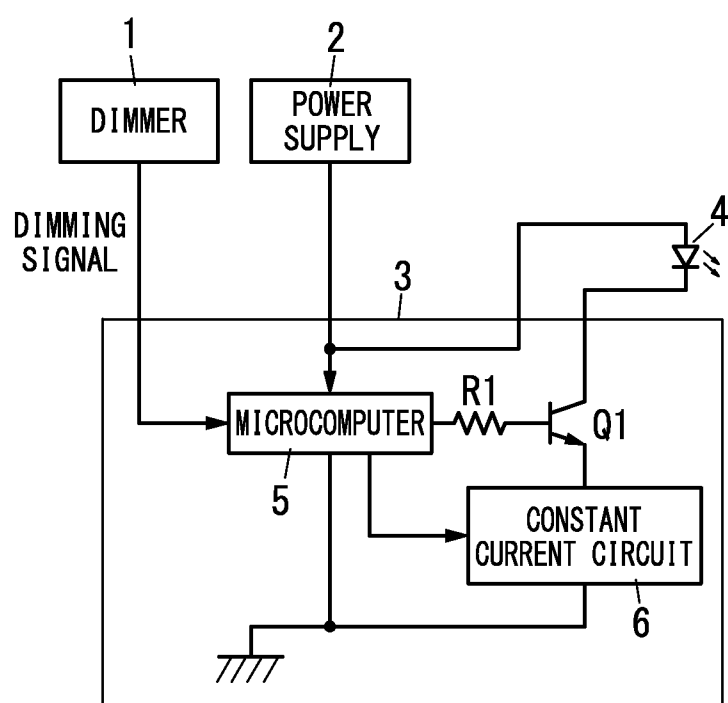 1
2
DIMMER
POWER
SUPPLY
DIMMING
SIGNAL
4
3
R1
MICROCOMPUTER
Q1
5
CONSTANT
CURRENT CIRCUIT
6